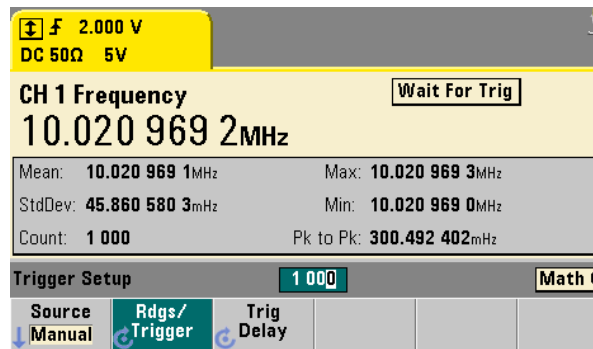 2.000 V
DC 50Ω 5V
CH 1 Frequency
Wait For Trig
10.020 969 2MHz
Mean: 10.020 969 1MHz
Max: 10.020 969 3MHz
StdDev: 45.860 580 3mHz
Min: 10.020 969 0MHz
Count: 1 000
Pk to Pk: 300.492 402mHz
Trigger Setup
1 000
Math
Source
Manual
Rdgs/
Trigger
Trig
Delay